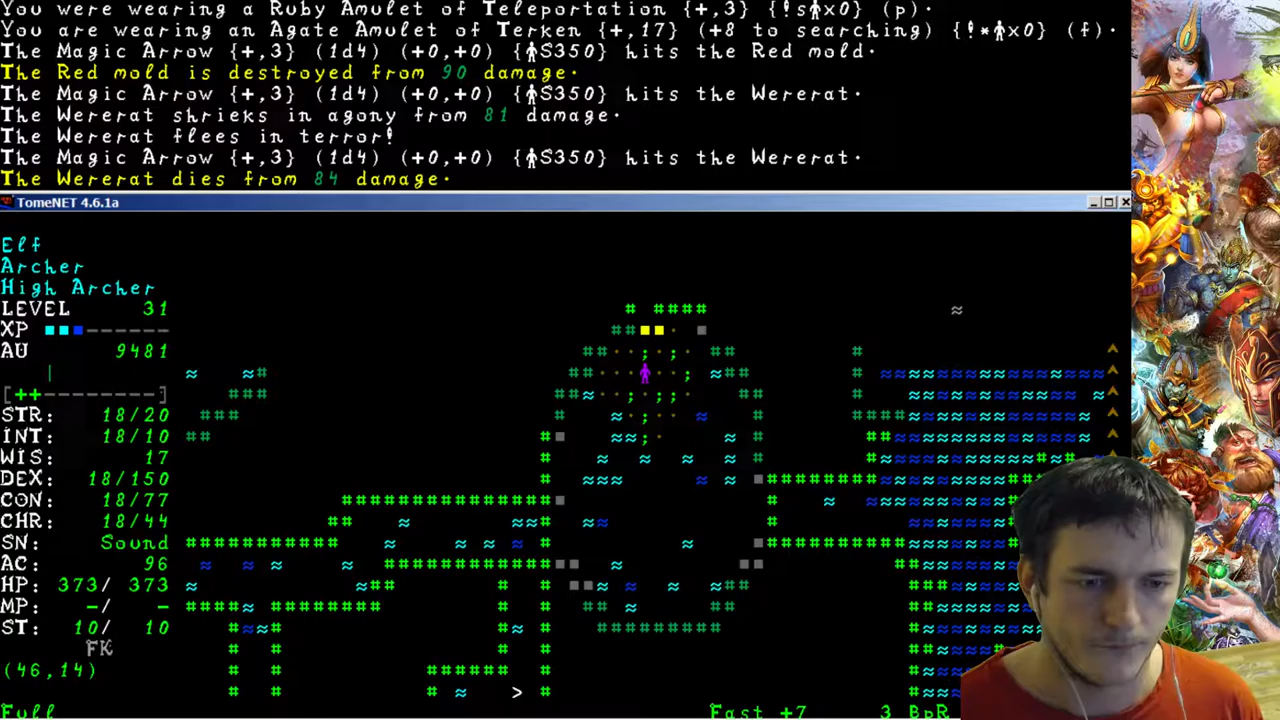 You were wearing a Ruby Amulet of Teleportation {+,3} {!s x0} (p).
You are wearing an Agate Amulet of Terken {+,17} (+8 to searching) {!* x0} (f).
The Magic Arrow {+,3} (1d4) (+0,+0) { S350} hits the Red mold.
The Red mold is destroyed from 90 damage.
The Magic Arrow {+,3} (1d4) (+0,+0) { S350} hits the Wererat.
The Wererat shrieks in agony from 81 damage.
The Wererat flees in terror!
The Magic Arrow {+,3} (1d4) (+0,+0) { S350} hits the Wererat.
The Wererat dies from 84 damage.
TomeNET 4.6.1a
Elf
Archer
High Archer
LEVEL 31
XP
AU 9481
[++---------]
STR: 18/20
INT: 18/10
WIS: 17
DEX: 18/150
CON: 18/77
CHR: 18/44
SN: Sound
AC: 96
HP: 373/ 373
MP: -/ -
ST: 10/ 10
FK
(46,14)
Full Fast +7 3 BpR